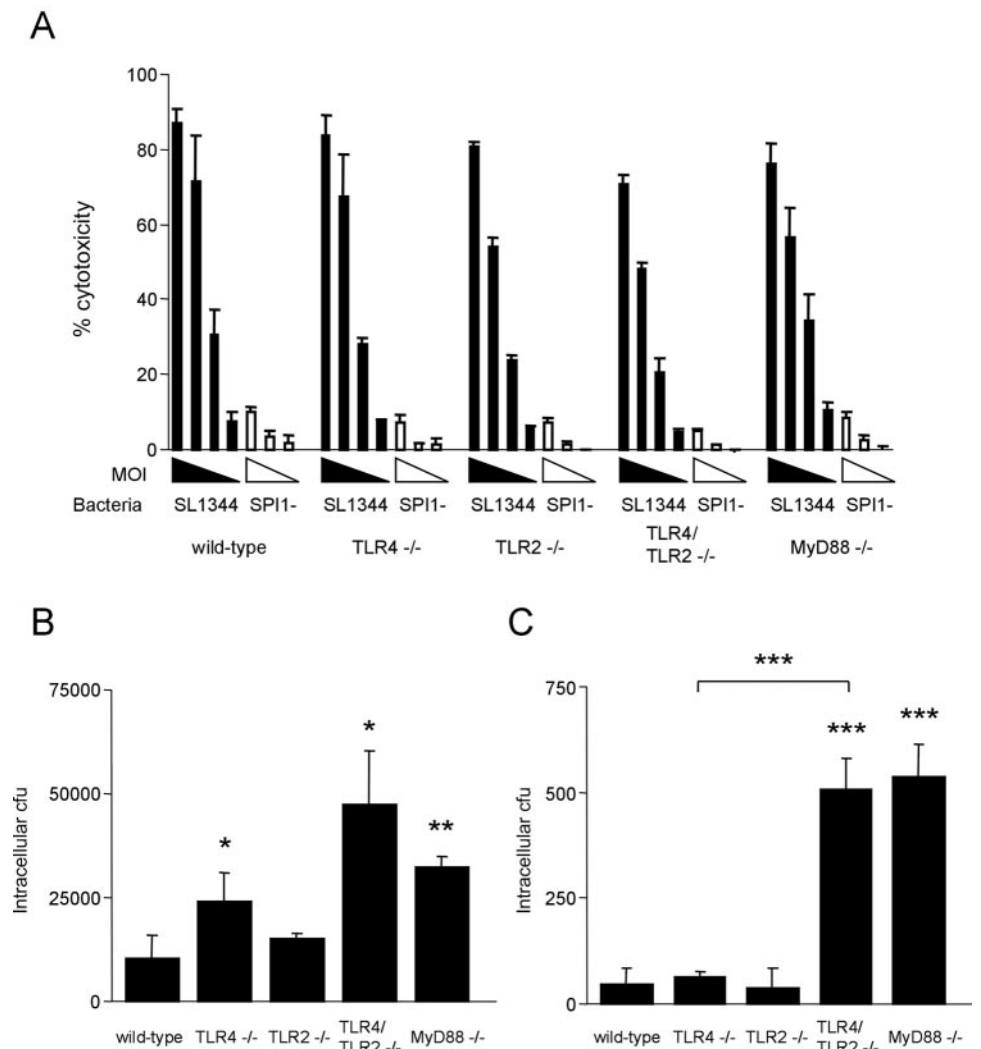 A
% cytotoxicity
100
80
60
40
20
0
MOI
Bacteria SL1344 SPI1- SL1344 SPI1- SL1344 SPI1- SL1344 SPI1- SL1344 SPI1-
wild-type TLR4 -/- TLR2 -/- TLR4/ TLR2 -/- MyD88 -/-
B
Intracellular cfu
75000
50000
25000
0
*
*
**
wild-type TLR4 -/- TLR2 -/- TLR4/ TLR2 -/- MyD88 -/-
C
Intracellular cfu
750
500
250
0
***
***
***
wild-type TLR4 -/- TLR2 -/- TLR4/ TLR2 -/- MyD88 -/-